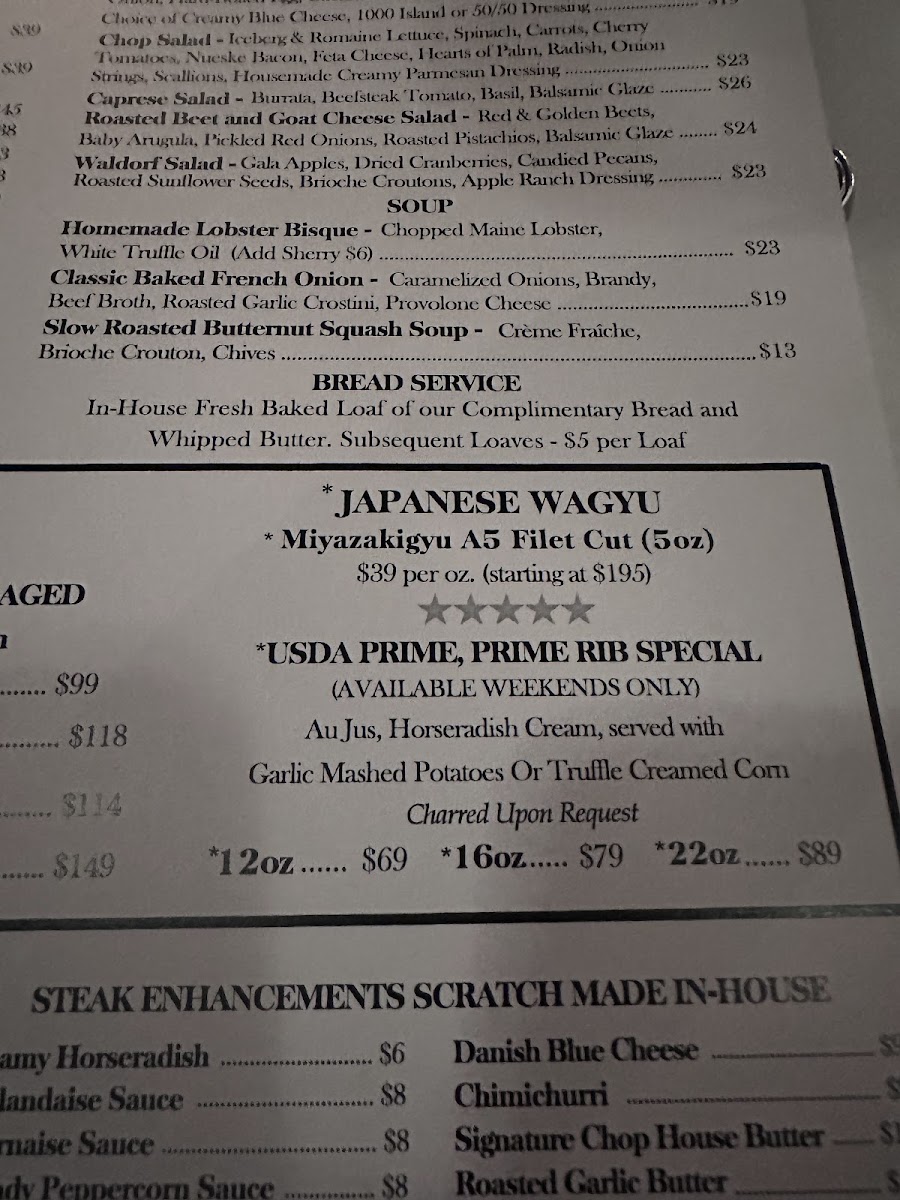 Choice of Creamy Blue Cheese, 1000 Island or 50/50 Dressing
$39
Chop Salad - Iceberg & Romaine Lettuce, Spinach, Carrots, Cherry
Tomatoes, Nueske Bacon, Feta Cheese, Hearts of Palm, Radish, Onion
$39
Strings, Scallions, Housemade Creamy Parmesan Dressing ........ $23
Caprese Salad - Burrata, Beefsteak Tomato, Basil, Balsamic Glaze .......... $26
Roasted Beet and Goat Cheese Salad - Red & Golden Beets,
Baby Arugula, Pickled Red Onions, Roasted Pistachios, Balsamic Glaze ........ $24
Waldorf Salad - Gala Apples, Dried Cranberries, Candied Pecans,
Roasted Sunflower Seeds, Brioche Croutons, Apple Ranch Dressing ............. $23
SOUP
Homemade Lobster Bisque - Chopped Maine Lobster,
White Truffle Oil (Add Sherry $6) ........ $23
Classic Baked French Onion - Caramelized Onions, Brandy,
Beef Broth, Roasted Garlic Crostini, Provolone Cheese ........ $19
Slow Roasted Butternut Squash Soup - Crème Fraîche,
Brioche Crouton, Chives ........ $13
BREAD SERVICE
In-House Fresh Baked Loaf of our Complimentary Bread and
Whipped Butter. Subsequent Loaves - $5 per Loaf
*JAPANESE WAGYU
* Miyazakigyu A5 Filet Cut (5oz)
$39 per oz. (starting at $195)
*USDA PRIME, PRIME RIB SPECIAL
(AVAILABLE WEEKENDS ONLY)
Au Jus, Horseradish Cream, served with
Garlic Mashed Potatoes Or Truffle Creamed Corn
Charred Upon Request
*12oz ...... $69 *16oz..... $79 *22oz...... $89
AGED
....... $99
.......... $118
........ $114
...... $149
STEAK ENHANCEMENTS SCRATCH MADE IN-HOUSE
amy Horseradish ........ $6
landaise Sauce ........ $8
rnaise Sauce ........ $8
dy Peppercorn Sauce ........ $8
Danish Blue Cheese
Chimichurri
Signature Chop House Butter
Roasted Garlic Butter